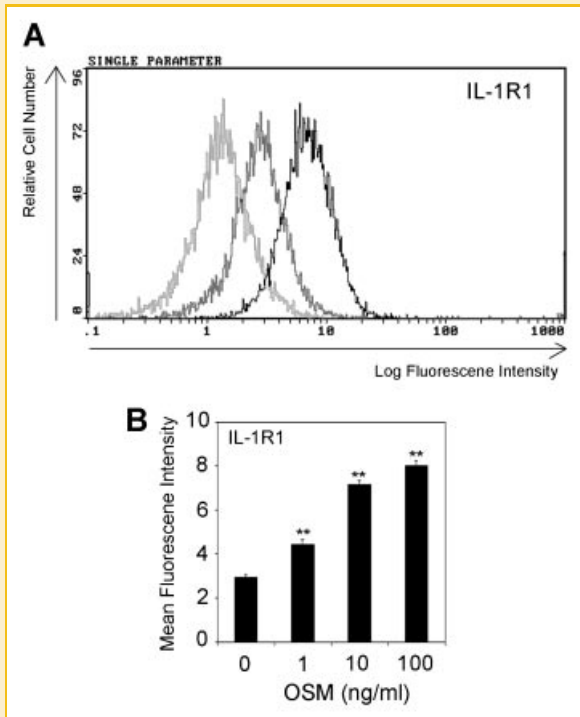 A
SINGLE PARAMETER
IL-1R1
Relative Cell Number
96
72
48
24
0
.1 1 10 100 1000
Log Fluorescene Intensity
B
IL-1R1
Mean Fluorescene Intensity
10
8
6
4
2
0
** ** **
0 1 10 100
OSM (ng/ml)